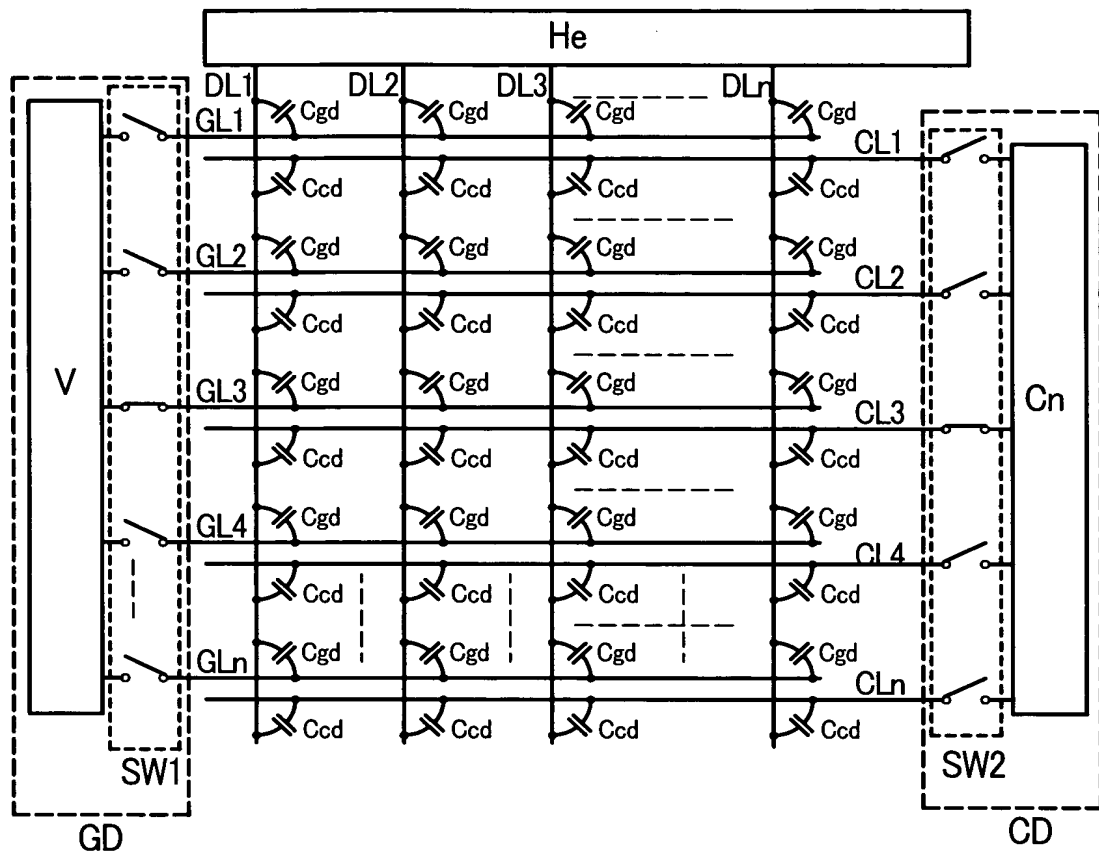 He
DL1 DL2 DL3 DLn
Cgd Cgd Cgd Cgd
GL1
CL1
Ccd Ccd Ccd Ccd
Cgd Cgd Cgd Cgd
GL2
CL2
Ccd Ccd Ccd Ccd
V
Cgd Cgd Cgd Cgd
GL3
CL3
Cn
Ccd Ccd Ccd Ccd
Cgd Cgd Cgd Cgd
GL4
CL4
Ccd Ccd Ccd Ccd
Cgd Cgd Cgd Cgd
GLn
CLn
Ccd Ccd Ccd Ccd
SW1 SW2
GD CD